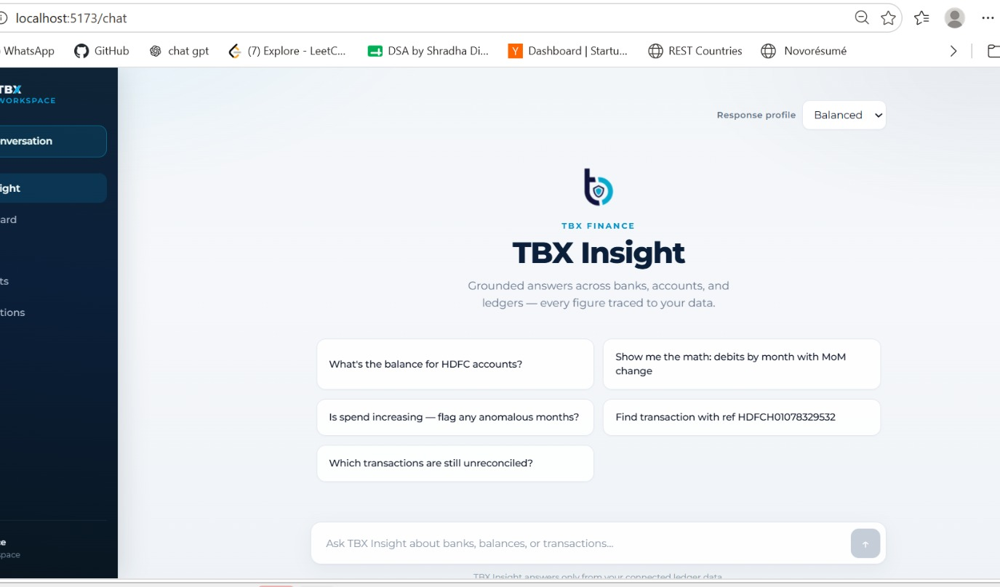 localhost:5173/chat
WhatsApp
GitHub
chat gpt
(7) Explore - LeetC...
DSA by Shradha Di...
Y
Dashboard | Startu...
REST Countries
Novorésumé
TBX
WORKSPACE
nversation
ight
ard
ts
tions
e
pace
Response profile
Balanced
TBX FINANCE
TBX Insight
Grounded answers across banks, accounts, and
ledgers — every figure traced to your data.
What's the balance for HDFC accounts?
Show me the math: debits by month with MoM
change
Is spend increasing — flag any anomalous months?
Find transaction with ref HDFCH01078329532
Which transactions are still unreconciled?
Ask TBX Insight about banks, balances, or transactions...
TBX Insight answers only from your connected ledger data